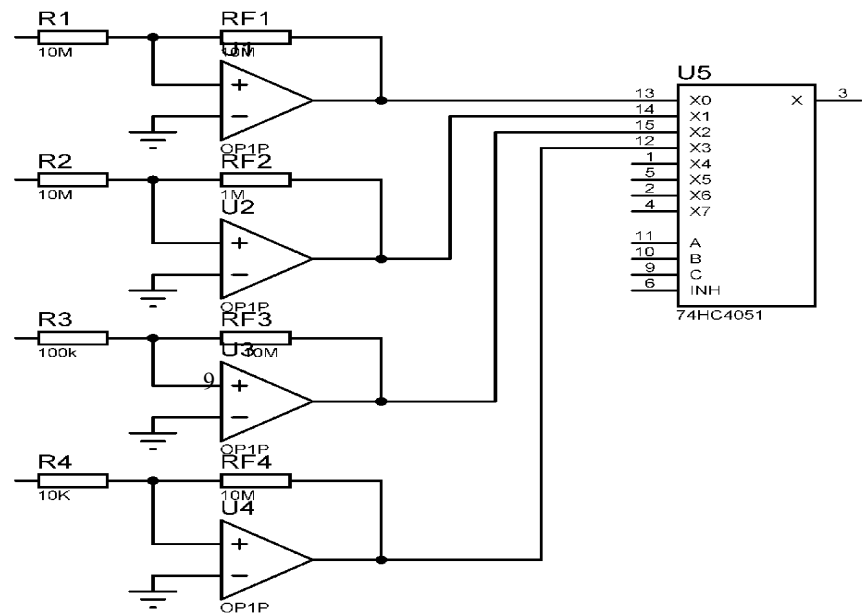 R1 RF1
10M 10M
U1
+
−
OP1P
R2 RF2
10M 1M
U2
+
−
OP1P
R3 RF3
100k 10M
U3
9 +
−
OP1P
R4 RF4
10K 10M
U4
+
−
OP1P
U5
13 X0 X 3
14 X1
15 X2
12 X3
1 X4
5 X5
2 X6
4 X7
11 A
10 B
9 C
6 INH
74HC4051